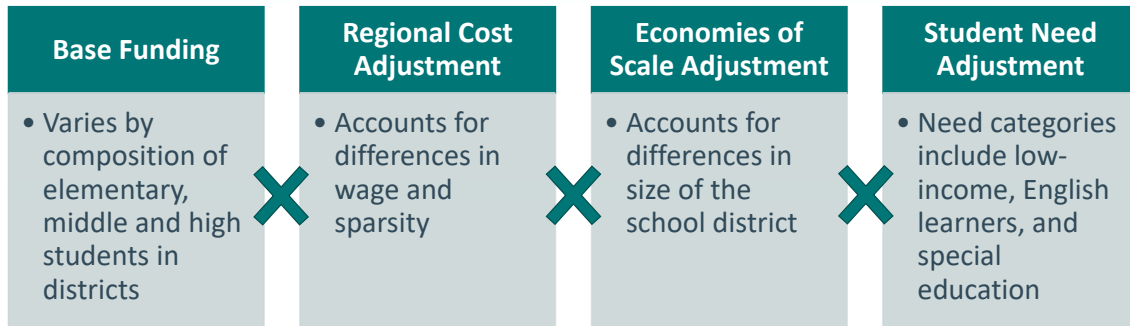 Base Funding
• Varies by
composition of
elementary,
middle and high
students in
districts
Regional Cost
Adjustment
• Accounts for
differences in
wage and
sparsity
Economies of
Scale Adjustment
• Accounts for
differences in
size of the
school district
Student Need
Adjustment
• Need categories
include low-
income, English
learners, and
special
education